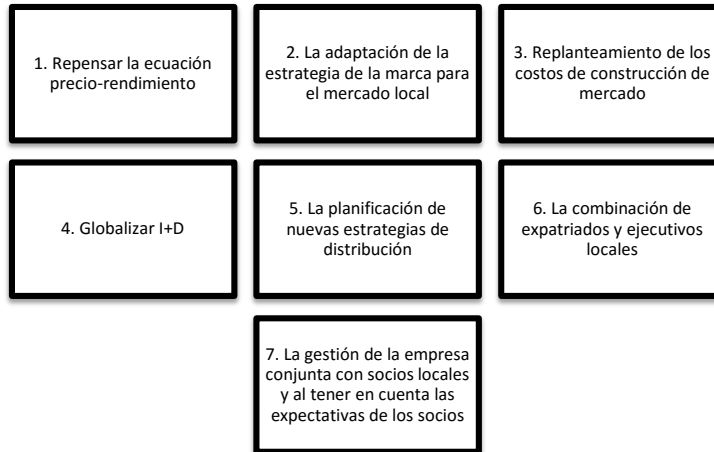 1. Repensar la ecuación
precio-rendimiento
2. La adaptación de la
estrategia de la marca para
el mercado local
3. Replanteamiento de los
costos de construcción de
mercado
4. Globalizar I+D
5. La planificación de
nuevas estrategias de
distribución
6. La combinación de
expatriados y ejecutivos
locales
7. La gestión de la empresa
conjunta con socios locales
y al tener en cuenta las
expectativas de los socios